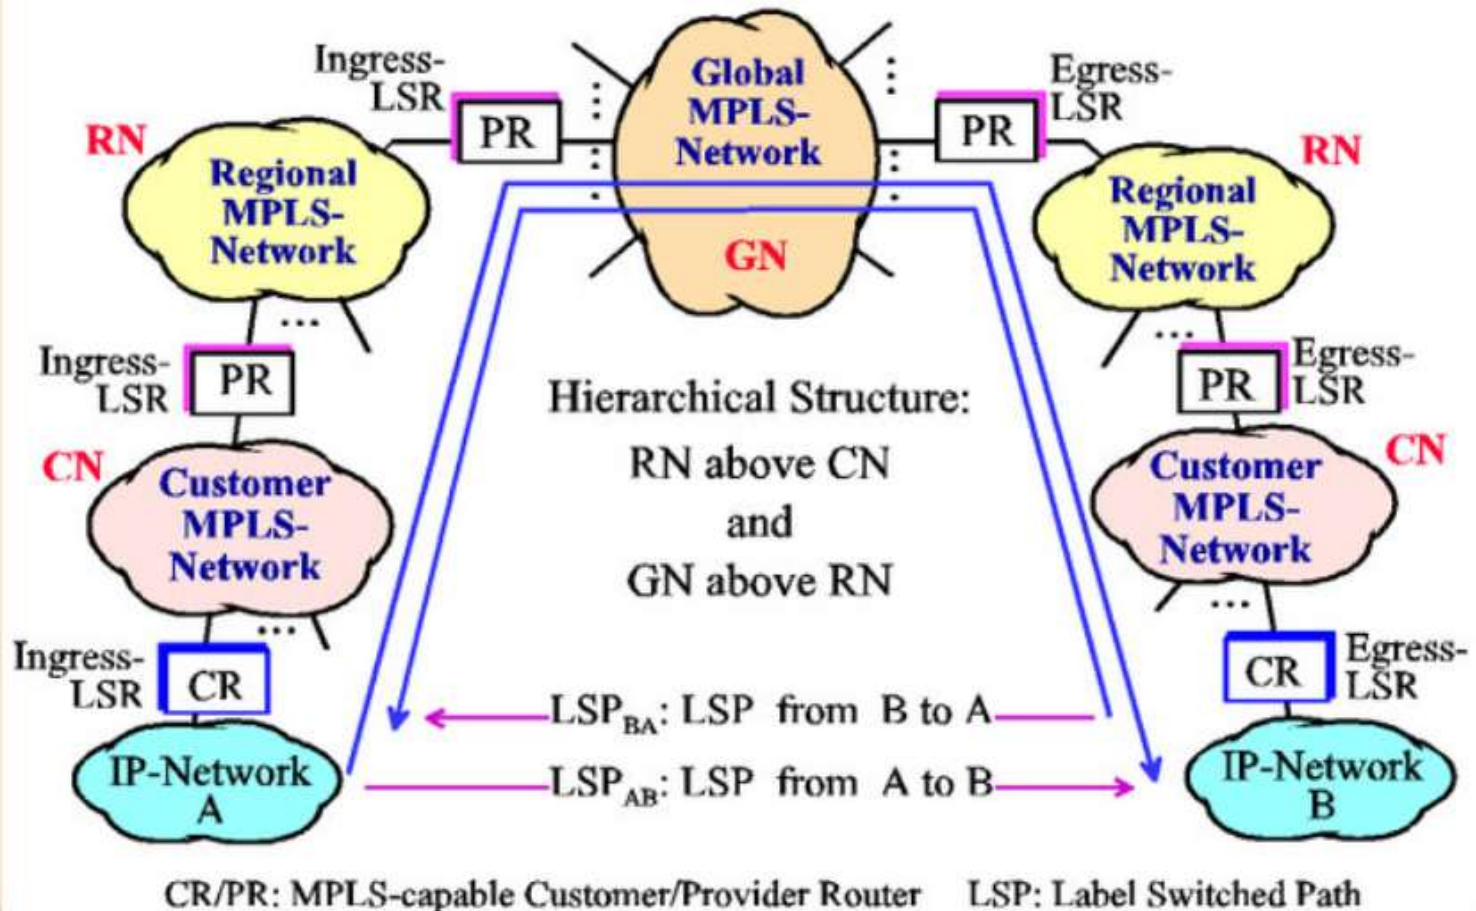 Ingress-
LSR
PR
Global
MPLS-
Network
GN
PR
Egress-
LSR
RN
Regional
MPLS-
Network
RN
Regional
MPLS-
Network
...
...
Ingress-
LSR
PR
PR
Egress-
LSR
Hierarchical Structure:
RN above CN
and
GN above RN
CN
Customer
MPLS-
Network
CN
Customer
MPLS-
Network
...
...
Ingress-
LSR
CR
CR
Egress-
LSR
LSPBA: LSP from B to A
LSPAB: LSP from A to B
IP-Network
A
IP-Network
B
CR/PR: MPLS-capable Customer/Provider Router LSP: Label Switched Path